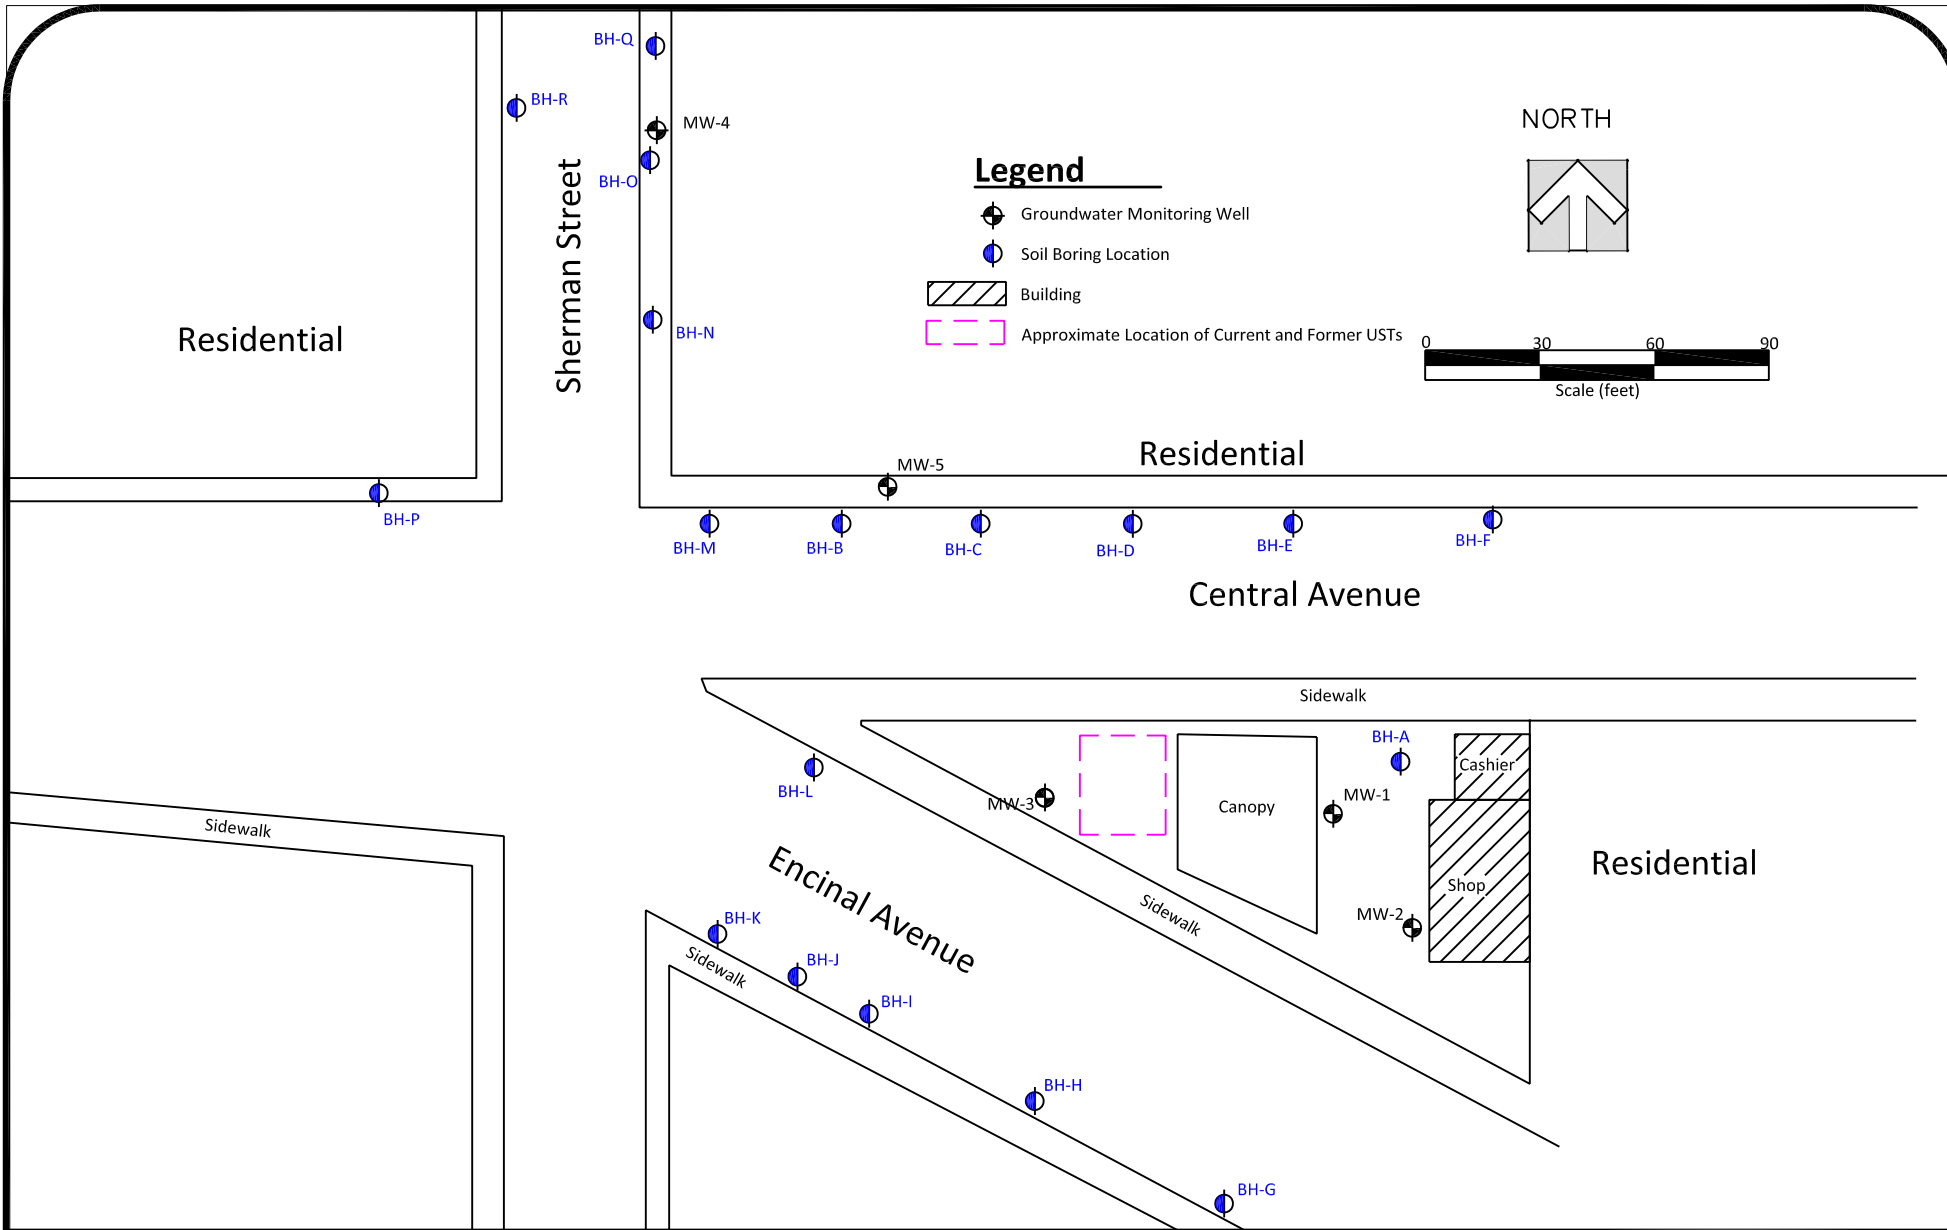 BH-Q
BH-R
MW-4
NORTH
Legend
BH-O
Groundwater Monitoring Well
Soil Boring Location
Sherman Street
Building
Residential
BH-N
Approximate Location of Current and Former USTs
0 30 60 90
Scale (feet)
Residential
MW-5
BH-P
BH-M
BH-B
BH-C
BH-D
BH-E
BH-F
Central Avenue
Sidewalk
BH-A
Cashier
BH-L
MW-3
Canopy
MW-1
Sidewalk
Residential
Encinal Avenue
Shop
Sidewalk
MW-2
BH-K
Sidewalk
BH-J
BH-I
BH-H
BH-G